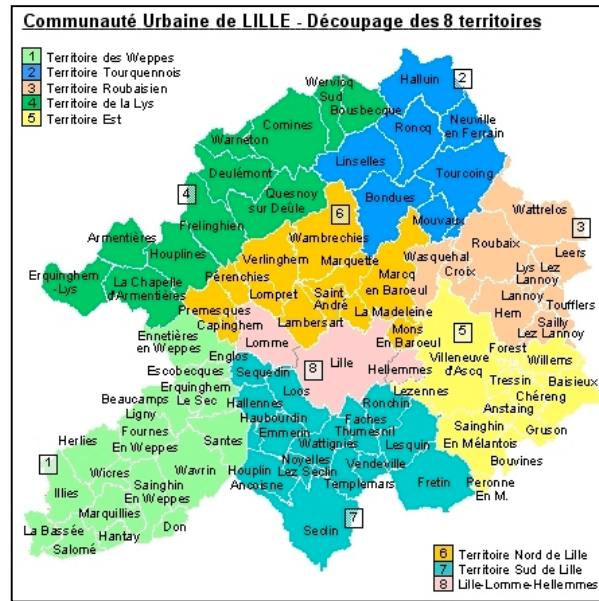 Communauté Urbaine de LILLE - Découpage des 8 territoires
1 Territoire des Weppes
2 Territoire Tourquennois
3 Territoire Roubaisien
4 Territoire de la Lys
5 Territoire Est
Wervicq
Sud
Bousbecque
Comines
Warneton
Deulémont
Quesnoy
sur Deûle
4
Frelinghien
Armentières
Houplines
Erquinghem
-Lys
La Chapelle
d'Armentières
Halluin
2
Roncq
Neuville
en Ferrain
Linselles
Tourcoing
Bondues
Mouvaux
6
Wambrechies
Verlinghem
Marquette
Pérenchies
Lompret
Saint
André
Marcq
en Baroeul
La Madeleine
Premesques
Capinghem
Lambersart
Mons
En Baroeul
Wattrelos
3
Roubaix
Leers
Wasquehal
Croix
Lys Lez
Lannoy
Lannoy
Hem
Toufflers
Sailly
Lez Lannoy
5
Forest
Villeneuve
d'Ascq
Willems
Tressin
Baisieux
Chéreng
Anstaing
Gruson
Sainghin
En Mélantois
Bouvines
Peronne
En M.
Lezennes
Lomme
Lille
8
Hellemmes
Ennetières
en Weppes
Englos
Escobecques
Erquinghem
Le Sec
Beaucamps
Ligny
Fournes
En Weppes
Santes
Herlies
1
Wicres
Wavrin
Illies
Sainghin
En Weppes
Marquillies
La Bassée
Hantay
Don
Salomé
Sequedin
Loos
Hallennes
Haubourdin
Emmerin
Ronchin
Faches
Thumesnil
Wattignies
Lesquin
Noyelles
Lez Séclin
Vendeville
Houplin
Ancoisne
Templemars
Fretin
Seclin
7
6 Territoire Nord de Lille
7 Territoire Sud de Lille
8 Lille-Lomme-Hellemmes